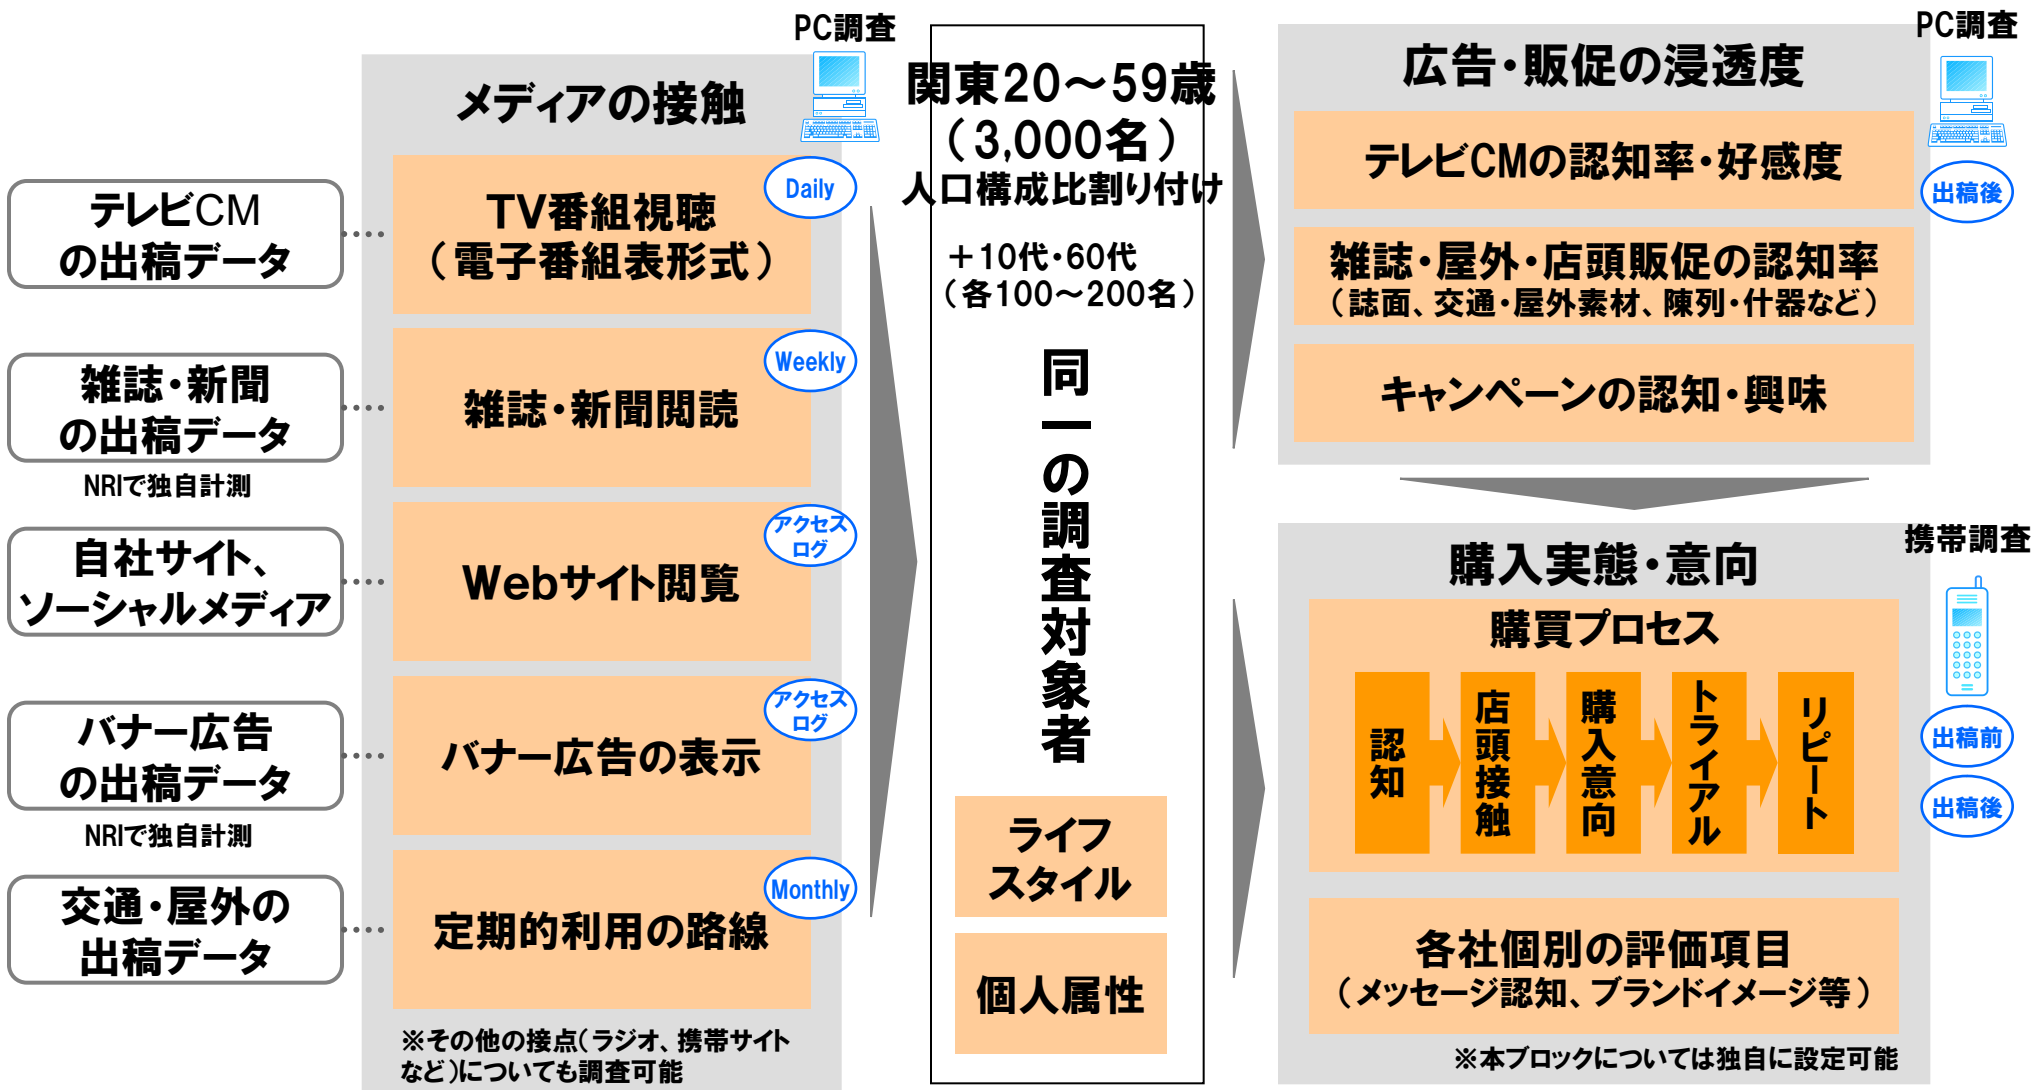 テレビCM
の出稿データ
雑誌・新聞
の出稿データ
NRIで独自計測
自社サイト、
ソーシャルメディア
バナー広告
の出稿データ
NRIで独自計測
交通・屋外の
出稿データ
PC調査
メディアの接触
Daily
TV番組視聴
（電子番組表形式）
Weekly
雑誌・新聞閲読
アクセス
ログ
Webサイト閲覧
アクセス
ログ
バナー広告の表示
Monthly
定期的利用の路線
※その他の接点（ラジオ、携帯サイト
など）についても調査可能
関東20～59歳
（3,000名）
人口構成比割り付け
＋10代・60代
（各100～200名）
同一の調査対象者
ライフ
スタイル
個人属性
PC調査
広告・販促の浸透度
出稿後
テレビCMの認知率・好感度
雑誌・屋外・店頭販促の認知率
（誌面、交通・屋外素材、陳列・什器など）
キャンペーンの認知・興味
携帯調査
購入実態・意向
購買プロセス
認知
店頭接触
購入意向
トライアル
リピート
出稿前
出稿後
各社個別の評価項目
（メッセージ認知、ブランドイメージ等）
※本ブロックについては独自に設定可能